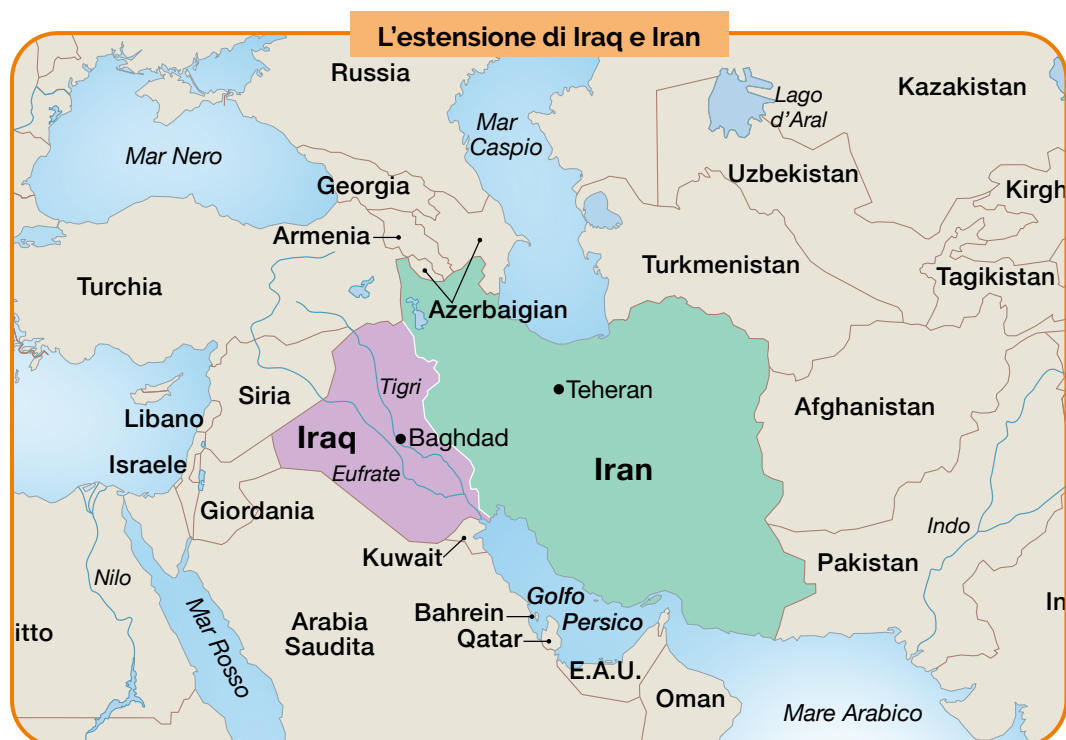 L'estensione di Iraq e Iran
Russia
Kazakistan
Lago
d'Aral
Mar
Caspio
Mar Nero
Uzbekistan
Georgia
Kirgh
Armenia
Turkmenistan
Tagikistan
Turchia
Azerbaigian
Tigri
Teheran
Siria
Afghanistan
Libano
Iraq
Baghdad
Israele
Eufrate
Iran
Giordania
Indo
Kuwait
Pakistan
Nilo
Golfo
Persico
In
Bahrein
Arabia
Saudita
itto
Qatar
Mar Rosso
E.A.U.
Oman
Mare Arabico